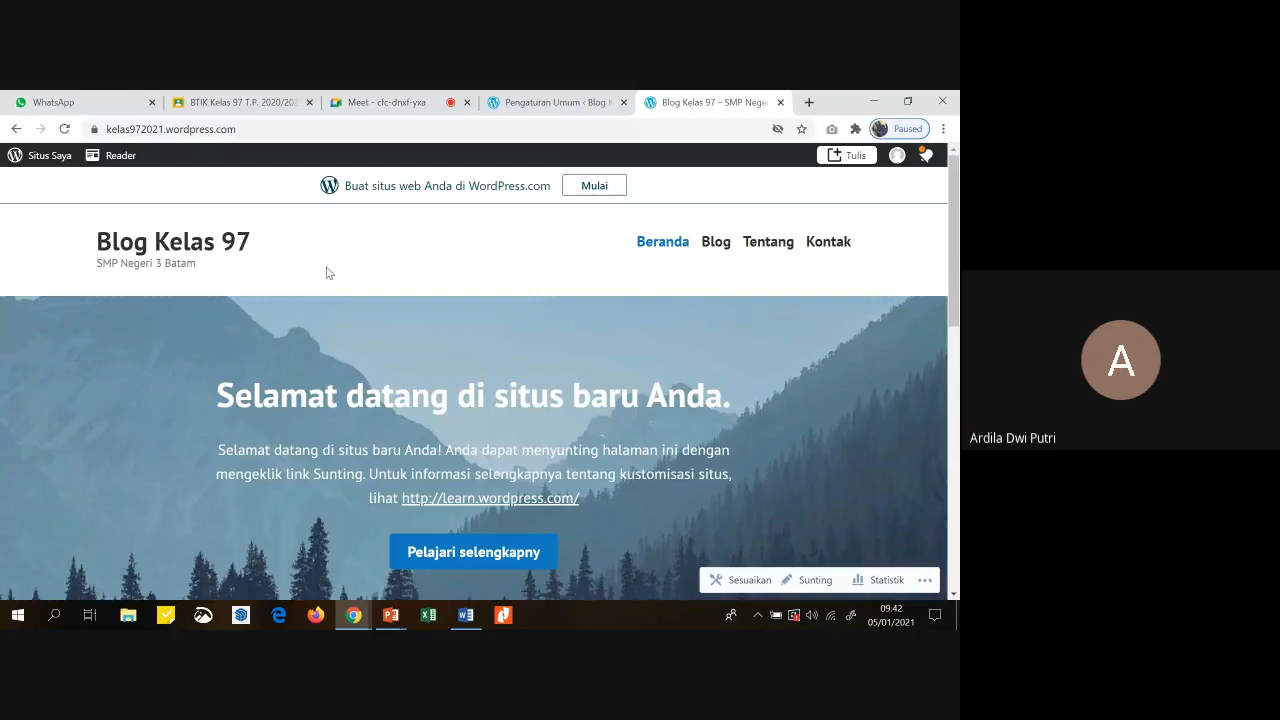 WhatsApp
BTIK Kelas 97 T.P. 2020/202
Meet - cfc-dnxf-yxa
Pengaturan Umum ‹ Blog K
Blog Kelas 97 – SMP Neger
kelas972021.wordpress.com
Paused
Situs Saya
Reader
Tulis
Buat situs web Anda di WordPress.com
Mulai
Blog Kelas 97
SMP Negeri 3 Batam
Beranda
Blog
Tentang
Kontak
Selamat datang di situs baru Anda.
Selamat datang di situs baru Anda! Anda dapat menyunting halaman ini dengan
mengeklik link Sunting. Untuk informasi selengkapnya tentang kustomisasi situs,
lihat http://learn.wordpress.com/
Pelajari selengkapny
Sesuaikan
Sunting
Statistik
09.42
05/01/2021
A
Ardila Dwi Putri